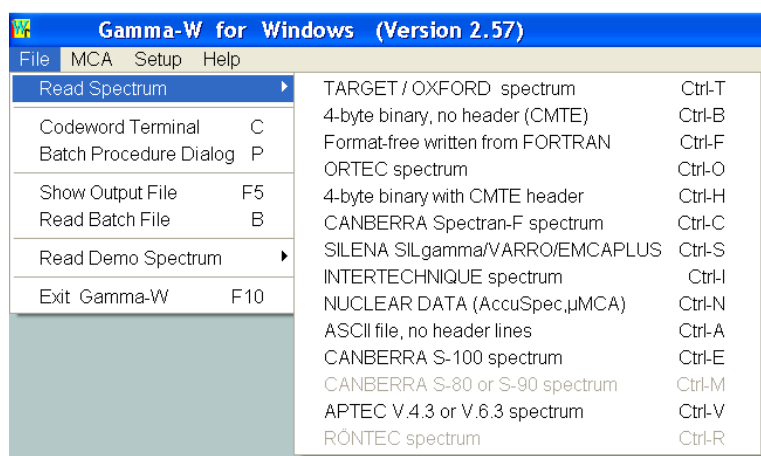 Gamma-W for Windows (Version 2.57)
File MCA Setup Help
Read Spectrum
Codeword Terminal C
Batch Procedure Dialog P
Show Output File F5
Read Batch File B
Read Demo Spectrum
Exit Gamma-W F10
TARGET / OXFORD spectrum Ctrl-T
4-byte binary, no header (CMTE) Ctrl-B
Format-free written from FORTRAN Ctrl-F
ORTEC spectrum Ctrl-O
4-byte binary with CMTE header Ctrl-H
CANBERRA Spectran-F spectrum Ctrl-C
SILENA SILgamma/VARRO/EMCAPLUS Ctrl-S
INTERTECHNIQUE spectrum Ctrl-I
NUCLEAR DATA (AccuSpec,µMCA) Ctrl-N
ASCII file, no header lines Ctrl-A
CANBERRA S-100 spectrum Ctrl-E
CANBERRA S-80 or S-90 spectrum Ctrl-M
APTEC V.4.3 or V.6.3 spectrum Ctrl-V
RÖNTEC spectrum Ctrl-R